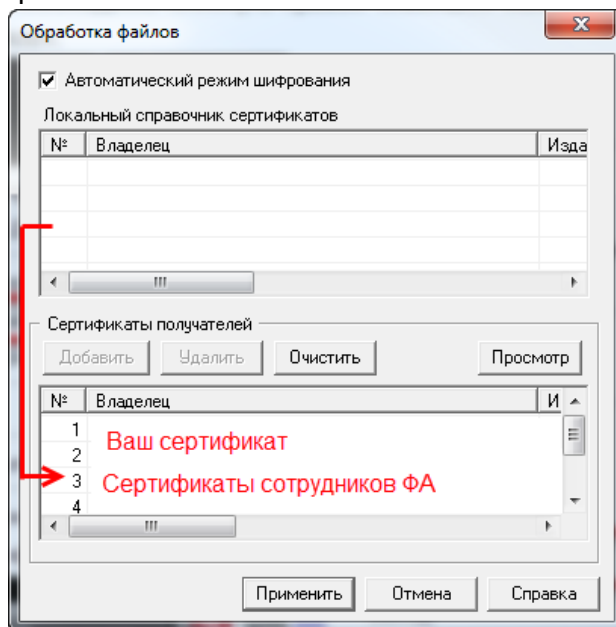 Обработка файлов
Автоматический режим шифрования
Локальный справочник сертификатов
№ Владелец Изда
Сертификаты получателей
Добавить Удалить Очистить Просмотр
№ Владелец И
1
Ваш сертификат
2
3 Сертификаты сотрудников ФА
4
Применить Отмена Справка